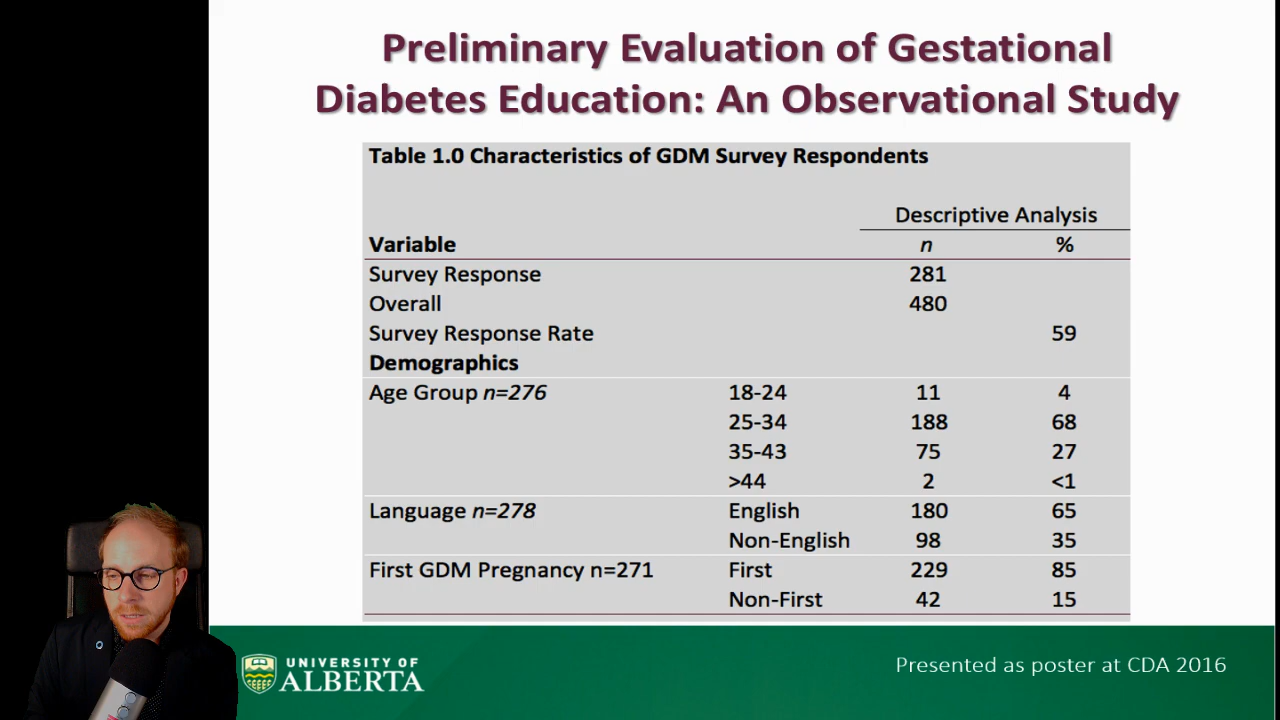 Preliminary Evaluation of Gestational
Diabetes Education: An Observational Study
Table 1.0 Characteristics of GDM Survey Respondents
Descriptive Analysis
Variable n %
Survey Response 281
Overall 480
Survey Response Rate 59
Demographics
Age Group n=276 18-24 11 4
25-34 188 68
35-43 75 27
>44 2 <1
Language n=278 English 180 65
Non-English 98 35
First GDM Pregnancy n=271 First 229 85
Non-First 42 15
UNIVERSITY OF
ALBERTA
Presented as poster at CDA 2016